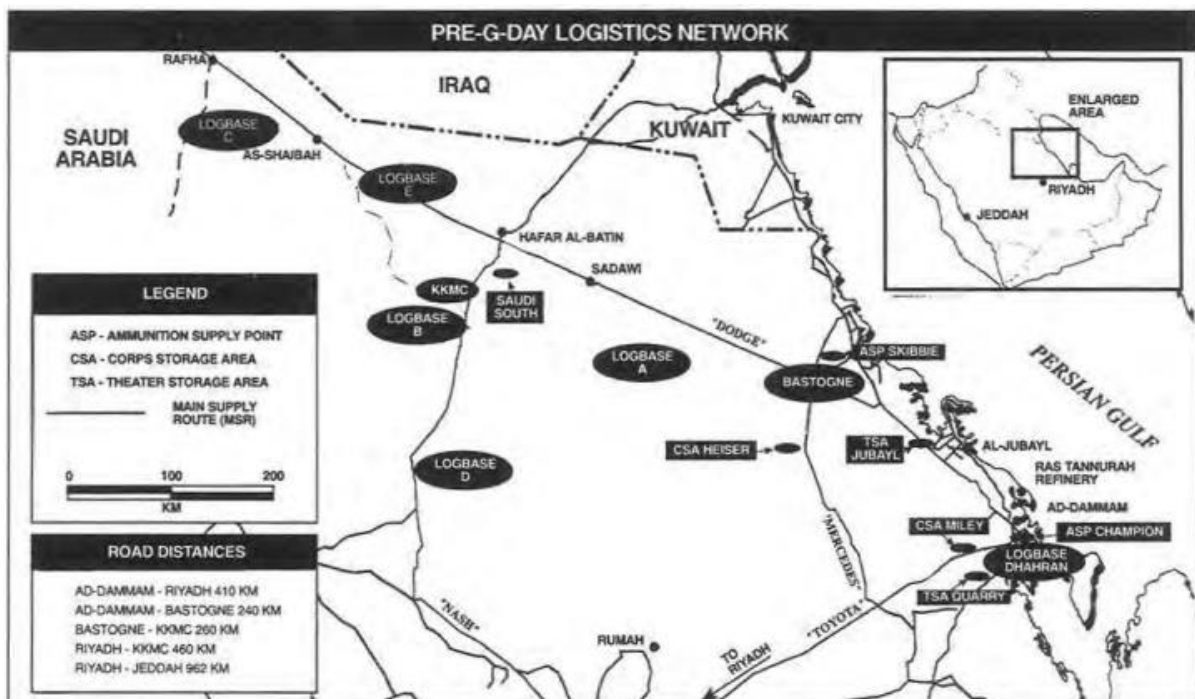 PRE-G-DAY LOGISTICS NETWORK
RAFHA
IRAQ
SAUDI
ARABIA
LOGBASE
C
AS-SHAIBAH
LOGBASE
E
KUWAIT
KUWAIT CITY
ENLARGED
AREA
RIYADH
JEDDAH
HAFAR AL-BATIN
SADAWI
KKMC
SAUDI
SOUTH
LOGBASE
B
LEGEND
ASP - AMMUNITION SUPPLY POINT
CSA - CORPS STORAGE AREA
TSA - THEATER STORAGE AREA
MAIN SUPPLY
ROUTE (MSR)
0 100 200
KM
"DODGE"
LOGBASE
A
ASP SKIBBIE
BASTOGNE
PERSIAN GULF
CSA HEISER
TSA
JUBAYL
AL-JUBAYL
LOGBASE
D
RAS TANNURAH
REFINERY
AD-DAMMAM
CSA MILEY
ASP CHAMPION
LOGBASE
DHAHRAN
TSA QUARRY
"MERCEDES"
"TOYOTA"
"NASH"
RUMAH
TO
RIYADH
ROAD DISTANCES
AD-DAMMAM - RIYADH 410 KM
AD-DAMMAM - BASTOGNE 240 KM
BASTOGNE - KKMC 260 KM
RIYADH - KKMC 460 KM
RIYADH - JEDDAH 962 KM